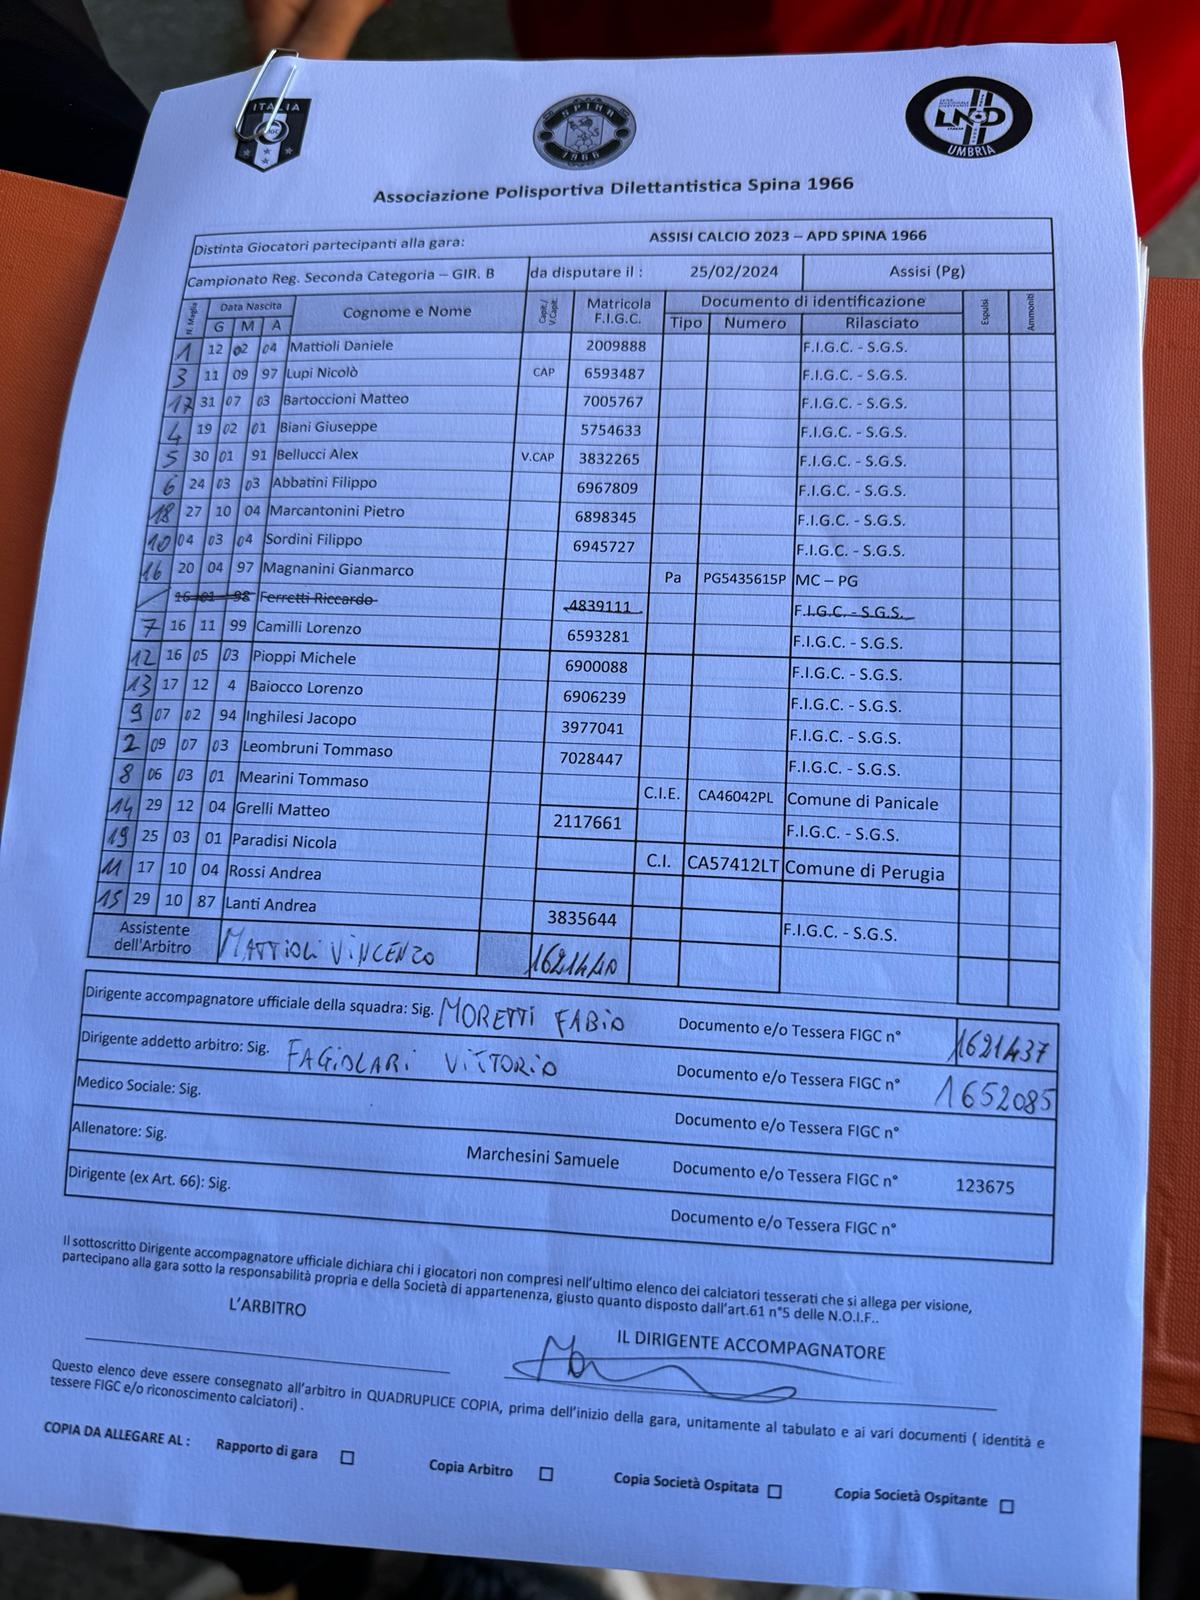 ITALIA
FIGC
SPINA
1966
LND
UMBRIA
Associazione Polisportiva Dilettantistica Spina 1966
Distinta Giocatori partecipanti alla gara: ASSISI CALCIO 2023 – APD SPINA 1966
Campionato Reg. Seconda Categoria – GIR. B da disputare il : 25/02/2024 Assisi (Pg)
N. Maglia Data Nascita Cognome e Nome Capit./ V.Capit. Matricola F.I.G.C. Documento di identificazione Espulsi Ammoniti
G M A Tipo Numero Rilasciato
1 12 02 04 Mattioli Daniele 2009888 F.I.G.C. - S.G.S.
3 11 09 97 Lupi Nicolò CAP 6593487 F.I.G.C. - S.G.S.
17 31 07 03 Bartoccioni Matteo 7005767 F.I.G.C. - S.G.S.
4 19 02 01 Biani Giuseppe 5754633 F.I.G.C. - S.G.S.
5 30 01 91 Bellucci Alex V.CAP 3832265 F.I.G.C. - S.G.S.
6 24 03 03 Abbatini Filippo 6967809 F.I.G.C. - S.G.S.
18 27 10 04 Marcantonini Pietro 6898345 F.I.G.C. - S.G.S.
10 04 03 04 Sordini Filippo 6945727 F.I.G.C. - S.G.S.
16 20 04 97 Magnanini Gianmarco Pa PG5435615P MC – PG
16 01 98 Ferretti Riccardo 4839111 F.I.G.C. - S.G.S.
7 16 11 99 Camilli Lorenzo 6593281 F.I.G.C. - S.G.S.
12 16 05 03 Pioppi Michele 6900088 F.I.G.C. - S.G.S.
13 17 12 4 Baiocco Lorenzo 6906239 F.I.G.C. - S.G.S.
9 07 02 94 Inghilesi Jacopo 3977041 F.I.G.C. - S.G.S.
2 09 07 03 Leombruni Tommaso 7028447 F.I.G.C. - S.G.S.
8 06 03 01 Mearini Tommaso C.I.E. CA46042PL Comune di Panicale
14 29 12 04 Grelli Matteo 2117661 F.I.G.C. - S.G.S.
19 25 03 01 Paradisi Nicola C.I. CA57412LT Comune di Perugia
11 17 10 04 Rossi Andrea
15 29 10 87 Lanti Andrea 3835644 F.I.G.C. - S.G.S.
Assistente dell'Arbitro MATTIOLI VINCENZO
Dirigente accompagnatore ufficiale della squadra: Sig. MORETTI FABIO Documento e/o Tessera FIGC n° 1621437
Dirigente addetto arbitro: Sig. FAGIOLARI VITTORIO Documento e/o Tessera FIGC n° 1652085
Medico Sociale: Sig. Documento e/o Tessera FIGC n°
Allenatore: Sig. Marchesini Samuele Documento e/o Tessera FIGC n° 123675
Dirigente (ex Art. 66): Sig. Documento e/o Tessera FIGC n°
Il sottoscritto Dirigente accompagnatore ufficiale dichiara chi i giocatori non compresi nell'ultimo elenco dei calciatori tesserati che si allega per visione,
partecipano alla gara sotto la responsabilità propria e della Società di appartenenza, giusto quanto disposto dall'art.61 n°5 delle N.O.I.F..
L'ARBITRO IL DIRIGENTE ACCOMPAGNATORE
Questo elenco deve essere consegnato all'arbitro in QUADRUPLICE COPIA, prima dell'inizio della gara, unitamente al tabulato e ai vari documenti ( identità e
tessere FIGC e/o riconoscimento calciatori) .
COPIA DA ALLEGARE AL : Rapporto di gara Copia Arbitro Copia Società Ospitata Copia Società Ospitante